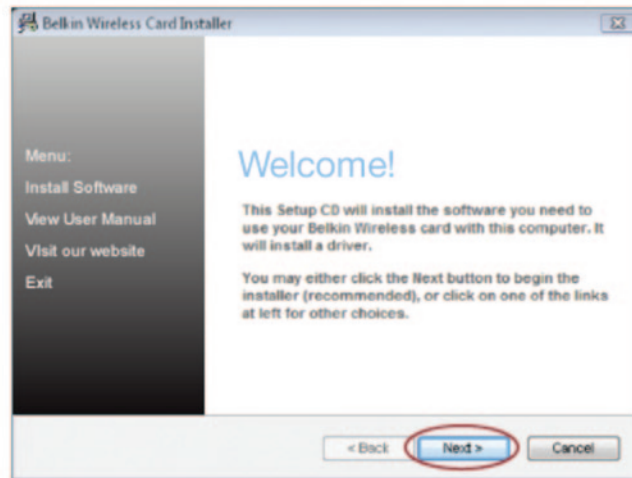 Belkin Wireless Card Installer
Menu:
Install Software
View User Manual
VIsit our website
Exit
Welcome!
This Setup CD will install the software you need to
use your Belkin Wireless card with this computer. It
will install a driver.
You may either click the Next button to begin the
installer (recommended), or click on one of the links
at left for other choices.
< Back
Next >
Cancel